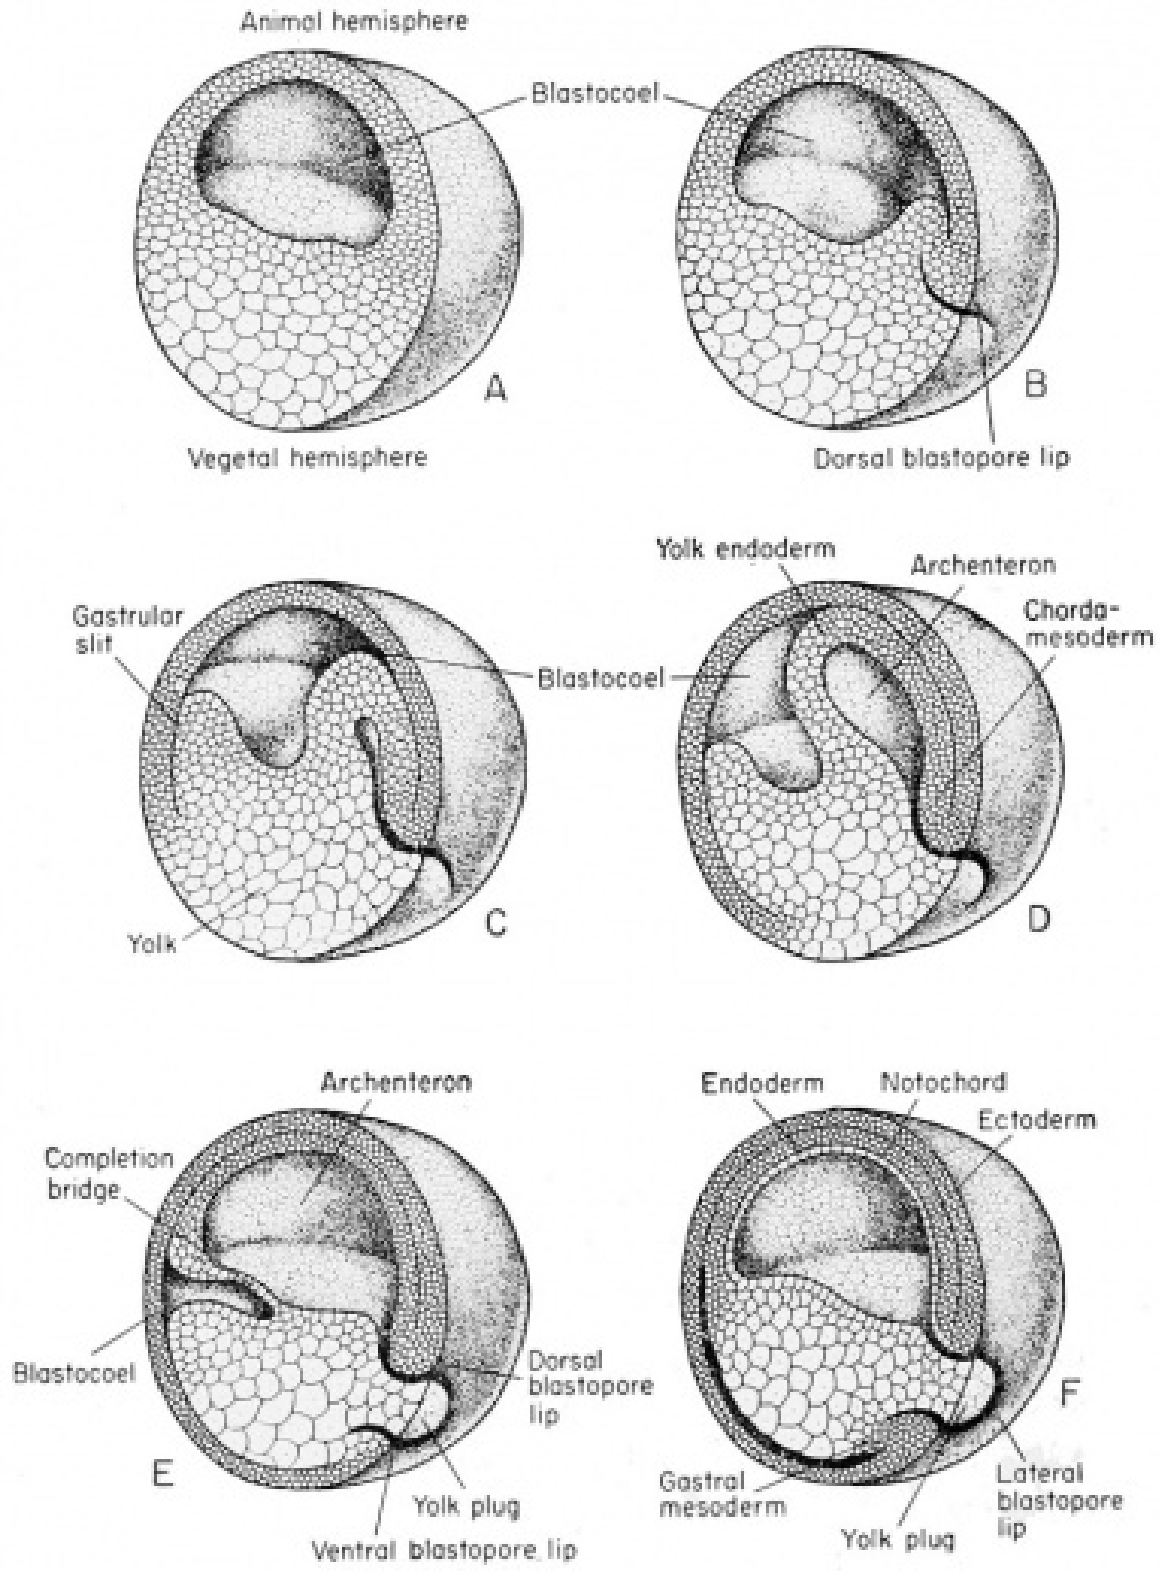 Animal hemisphere
Blastocoel
A
B
Vegetal hemisphere
Dorsal blastopore lip
Yolk endoderm
Archenteron
Gastrular
slit
Chorda-
mesoderm
Blastocoel
Yolk
C
D
Archenteron
Endoderm
Notochord
Ectoderm
Completion
bridge
Blastocoel
Dorsal
blastopore
lip
E
F
Yolk plug
Ventral blastopore lip
Gastral
mesoderm
Lateral
blastopore
lip
Yolk plug